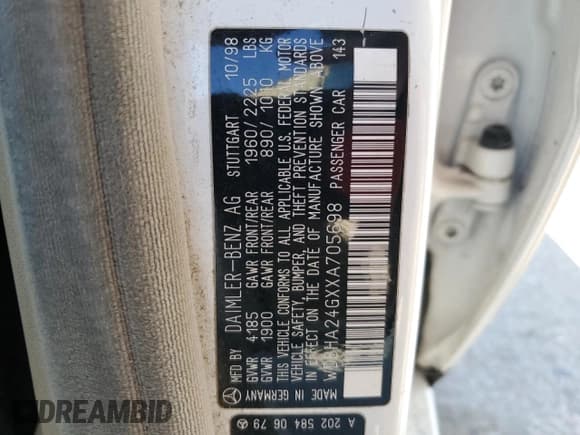 MFD BY DAIMLER-BENZ AG STUTTGART 10/98
GVWR 4185 GAWR FRONT/REAR 1960/2225 LBS
GVWR 1900 GAWR FRONT/REAR 890/1010 KG
THIS VEHICLE CONFORMS TO ALL APPLICABLE U.S. FEDERAL MOTOR
VEHICLE SAFETY, BUMPER, AND THEFT PREVENTION STANDARDS
IN EFFECT ON THE DATE OF MANUFACTURE SHOWN ABOVE
WDBHA24GXXA705698 PASSENGER CAR 143
MADE IN GERMANY
A 202 584 06 79
DREAMBID